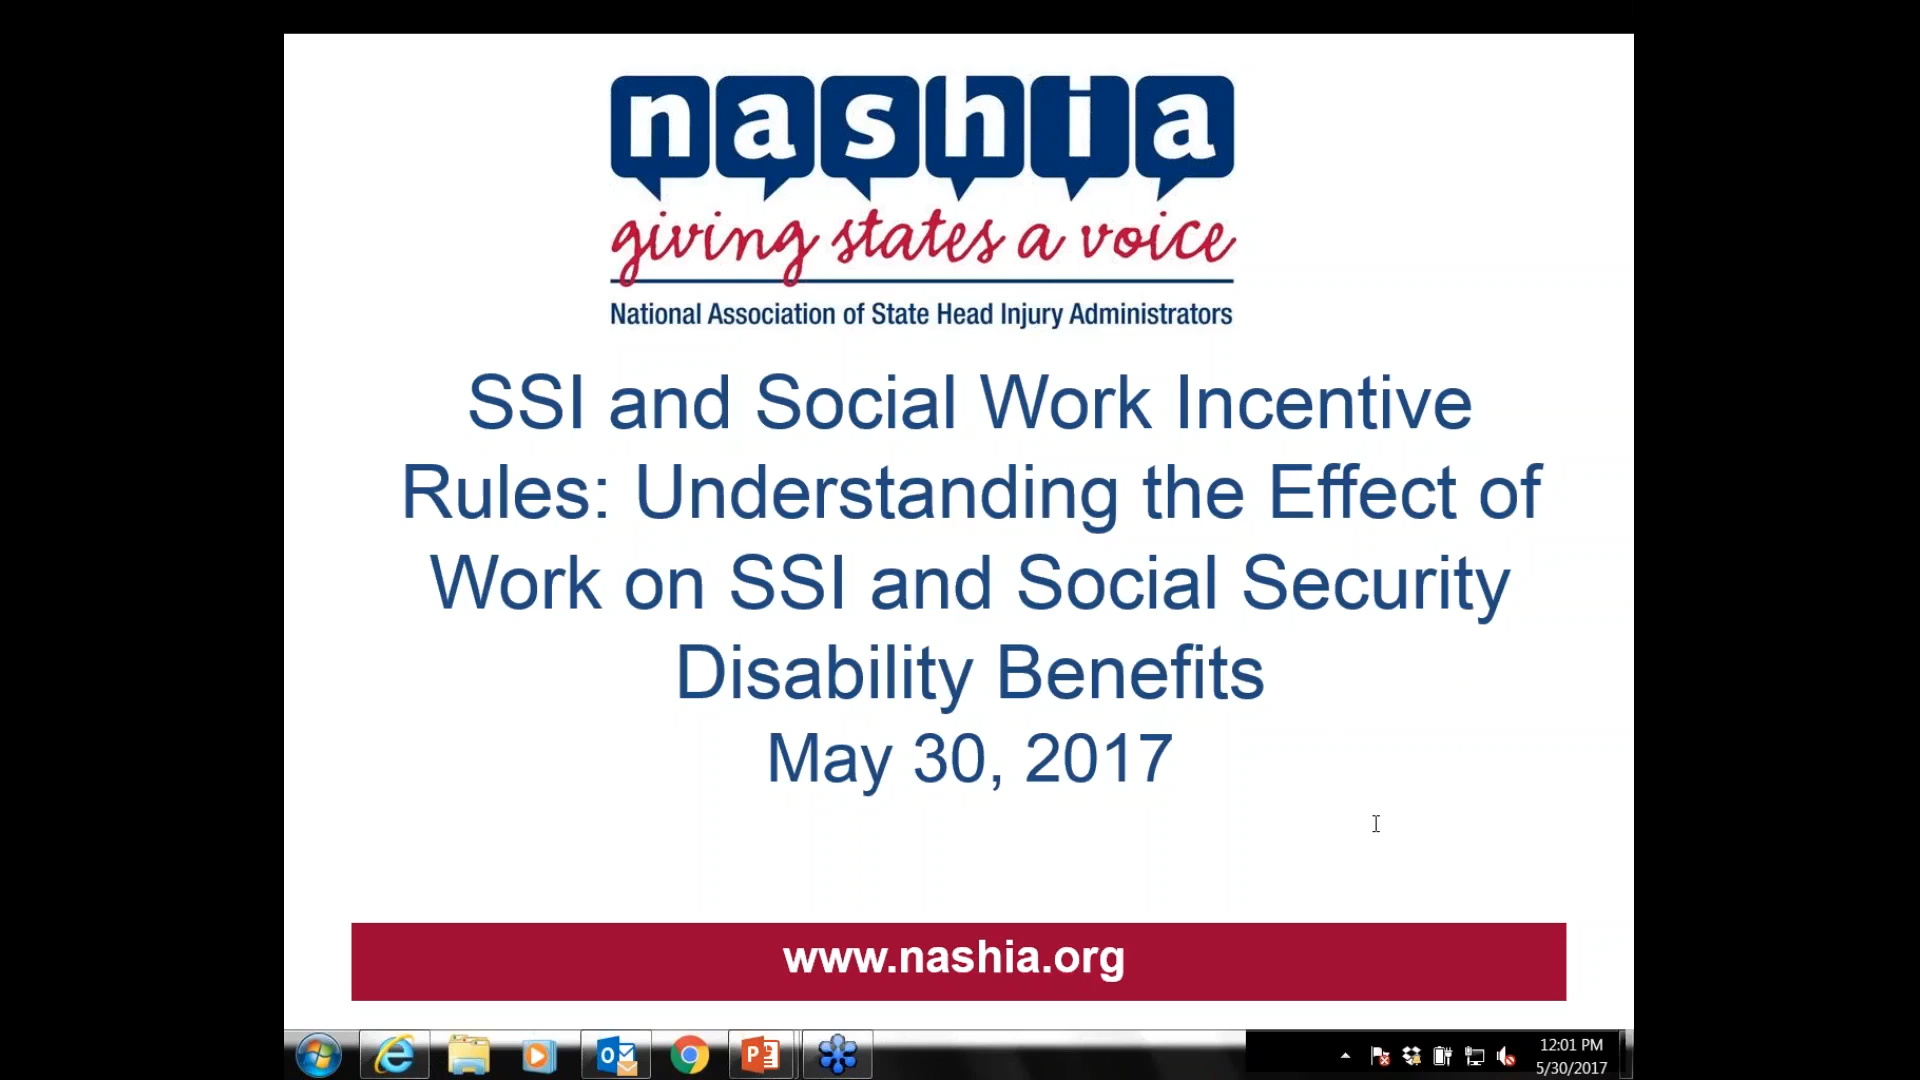 nashia
giving states a voice
National Association of State Head Injury Administrators
SSI and Social Work Incentive
Rules: Understanding the Effect of
Work on SSI and Social Security
Disability Benefits
May 30, 2017
www.nashia.org
12:01 PM
5/30/2017